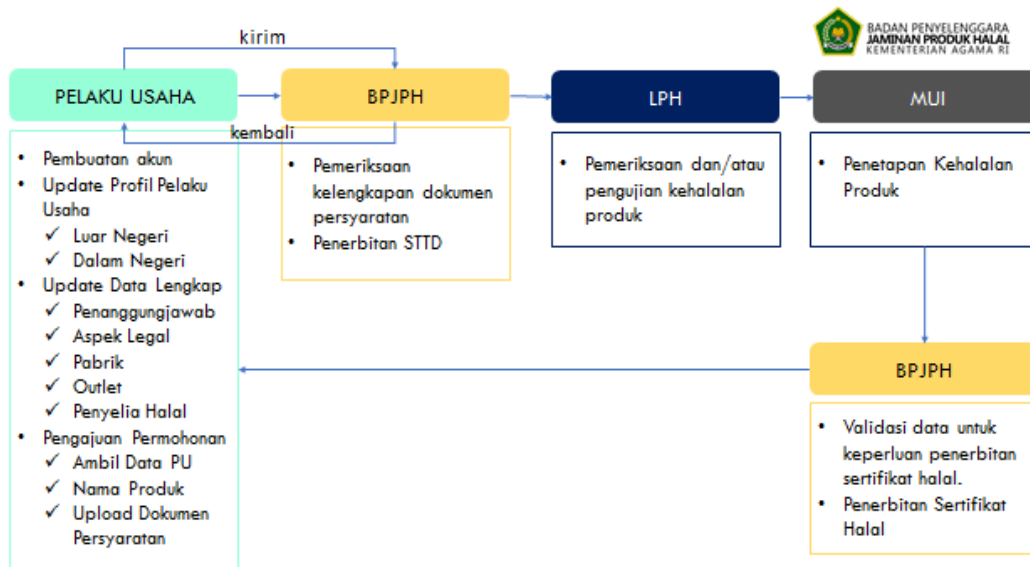 BADAN PENYELENGGARA
JAMINAN PRODUK HALAL
KEMENTERIAN AGAMA RI
kirim
PELAKU USAHA
BPJPH
LPH
MUI
kembali
• Pembuatan akun
• Update Profil Pelaku
Usaha
✓ Luar Negeri
✓ Dalam Negeri
• Update Data Lengkap
✓ Penanggungjawab
✓ Aspek Legal
✓ Pabrik
✓ Outlet
✓ Penyelia Halal
• Pengajuan Permohonan
✓ Ambil Data PU
✓ Nama Produk
✓ Upload Dokumen
Persyaratan
• Pemeriksaan
kelengkapan dokumen
persyaratan
• Penerbitan STTD
• Pemeriksaan dan/atau
pengujian kehalalan
produk
• Penetapan Kehalalan
Produk
BPJPH
• Validasi data untuk
keperluan penerbitan
sertifikat halal.
• Penerbitan Sertifikat
Halal